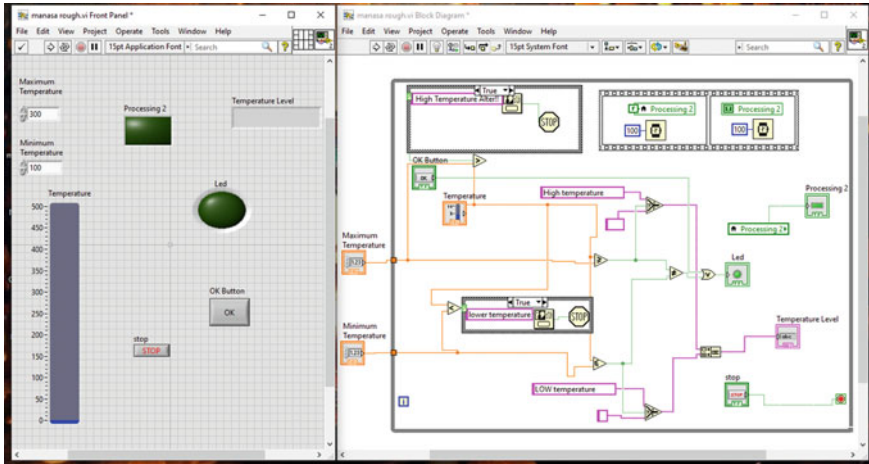 manasa rough.vi Front Panel *
File Edit View Project Operate Tools Window Help
15pt Application Font
Search
Maximum
Temperature
300
Minimum
Temperature
100
Processing 2
Temperature Level
Temperature
Led
500
450
400
350
300
250
200
150
100
50
0
OK Button
OK
stop
STOP
manasa rough.vi Block Diagram *
File Edit View Project Operate Tools Window Help
15pt System Font
Search
True
High Temperature Alter!!
STOP
Processing 2
100
Processing 2
100
OK Button
OK
Temperature
High temperature
Processing 2
Processing 2
Maximum
Temperature
1.23
Led
True
lower temperature
STOP
Minimum
Temperature
1.23
Temperature Level
abc
LOW temperature
stop
STOP
i